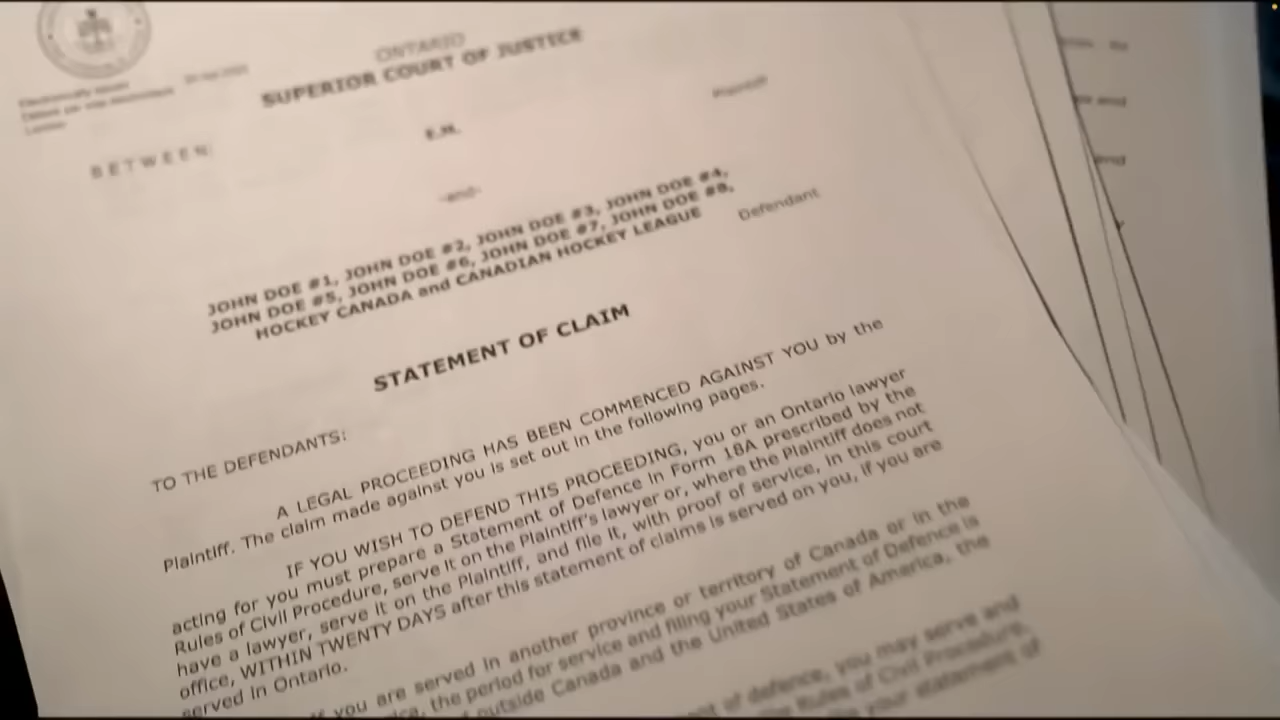 ONTARIO
SUPERIOR COURT OF JUSTICE
Electronically issued
BETWEEN:
E.M.
Plaintiff
-and-
JOHN DOE #1, JOHN DOE #2, JOHN DOE #3, JOHN DOE #4,
JOHN DOE #5, JOHN DOE #6, JOHN DOE #7, JOHN DOE #8,
HOCKEY CANADA and CANADIAN HOCKEY LEAGUE
Defendant
STATEMENT OF CLAIM
TO THE DEFENDANTS:
A LEGAL PROCEEDING HAS BEEN COMMENCED AGAINST YOU by the
Plaintiff. The claim made against you is set out in the following pages.
IF YOU WISH TO DEFEND THIS PROCEEDING, you or an Ontario lawyer
acting for you must prepare a Statement of Defence in Form 18A prescribed by the
Rules of Civil Procedure, serve it on the Plaintiff's lawyer or, where the Plaintiff does not
have a lawyer, serve it on the Plaintiff, and file it, with proof of service, in this court
office, WITHIN TWENTY DAYS after this statement of claims is served on you, if you are
served in Ontario.
If you are served in another province or territory of Canada or in the
the period for service and filing your Statement of Defence is
outside Canada and the United States of America, the
of defence, you may serve and
Rules of Civil Procedure,
your statement of